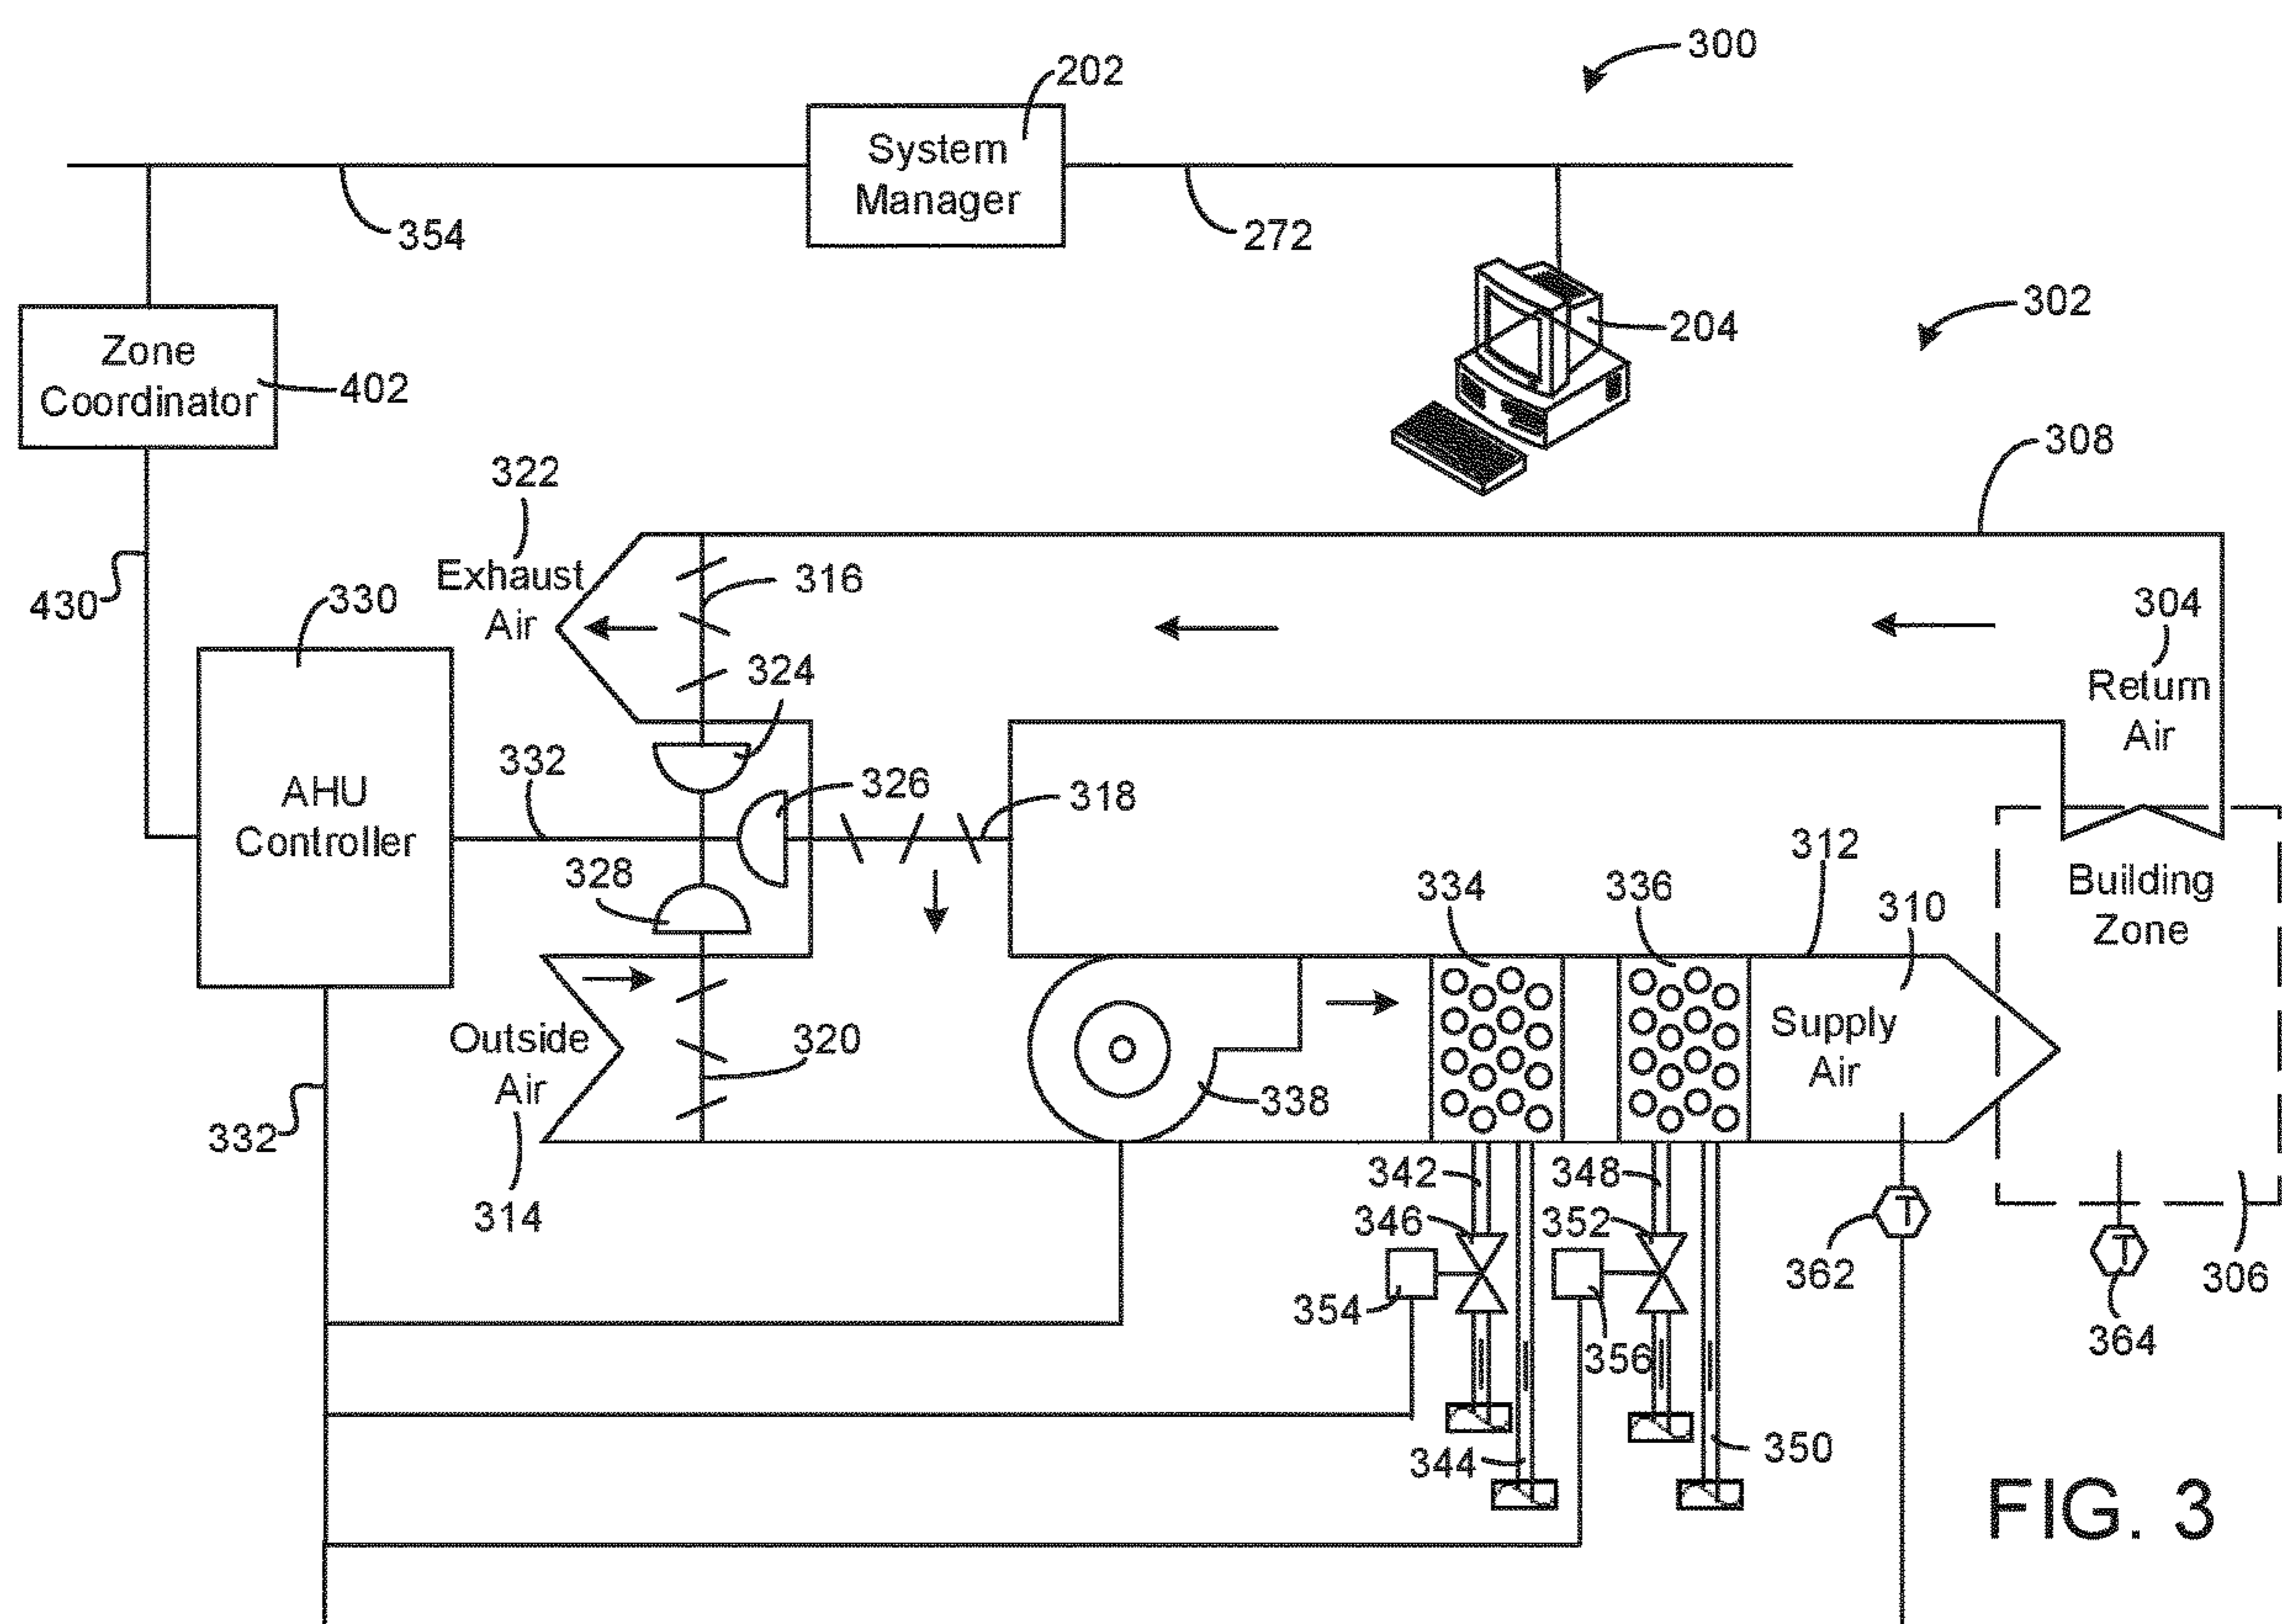 300
202
System
Manager
354
272
302
204
Zone
Coordinator
402
308
322
Exhaust
Air
316
304
Return
Air
430
330
324
AHU
Controller
332
326
318
328
334
336
312
310
Building
Zone
Outside
Air
320
338
Supply
Air
332
314
342
348
346
352
T
362
T
306
354
356
364
344
350
FIG. 3